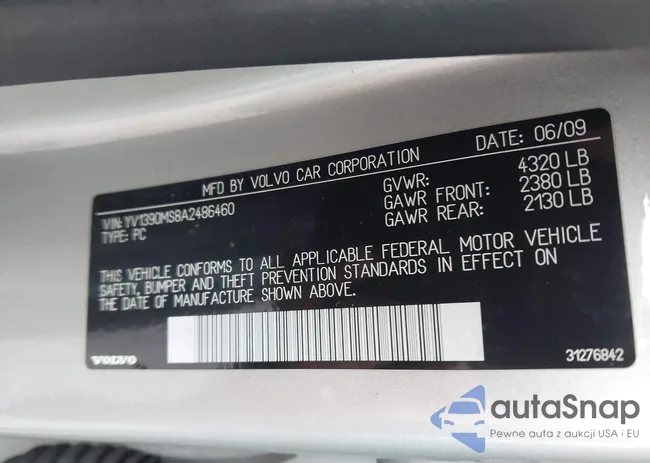 DATE: 06/09
MFD BY VOLVO CAR CORPORATION
VIN: YV1390MS8A2486460
TYPE: PC
GVWR: 4320 LB
GAWR FRONT: 2380 LB
GAWR REAR: 2130 LB
THIS VEHICLE CONFORMS TO ALL APPLICABLE FEDERAL MOTOR VEHICLE
SAFETY, BUMPER AND THEFT PREVENTION STANDARDS IN EFFECT ON
THE DATE OF MANUFACTURE SHOWN ABOVE.
VOLVO
31276842
autaSnap
Pewne auta z aukcji USA i EU